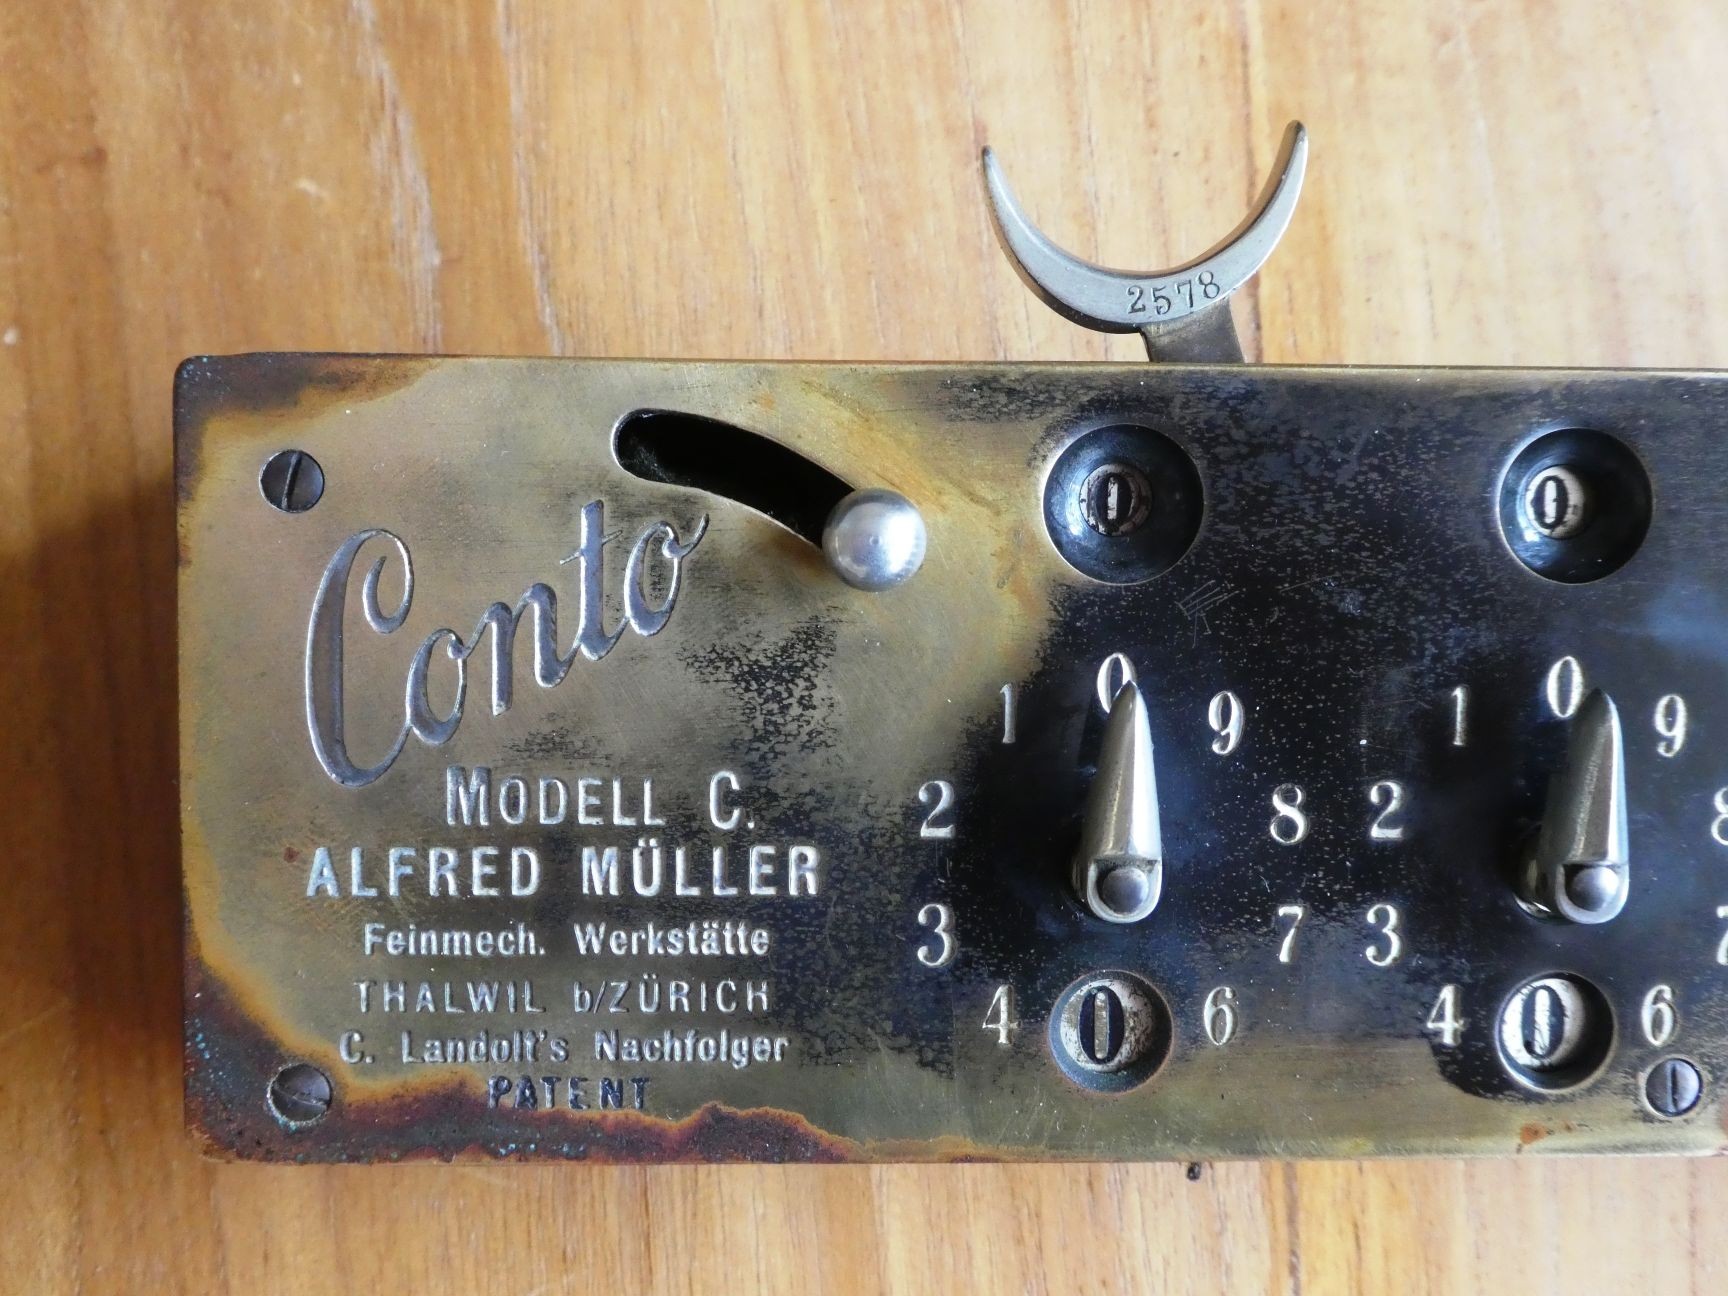 2578
0 0
Conto
MODELL C.
ALFRED MÜLLER
Feinmech. Werkstätte
THALWIL b/ZÜRICH
C. Landolt's Nachfolger
PATENT
0 0
1 9 1 9
2 8 2 8
3 7 3 7
4 0 6 4 0 6